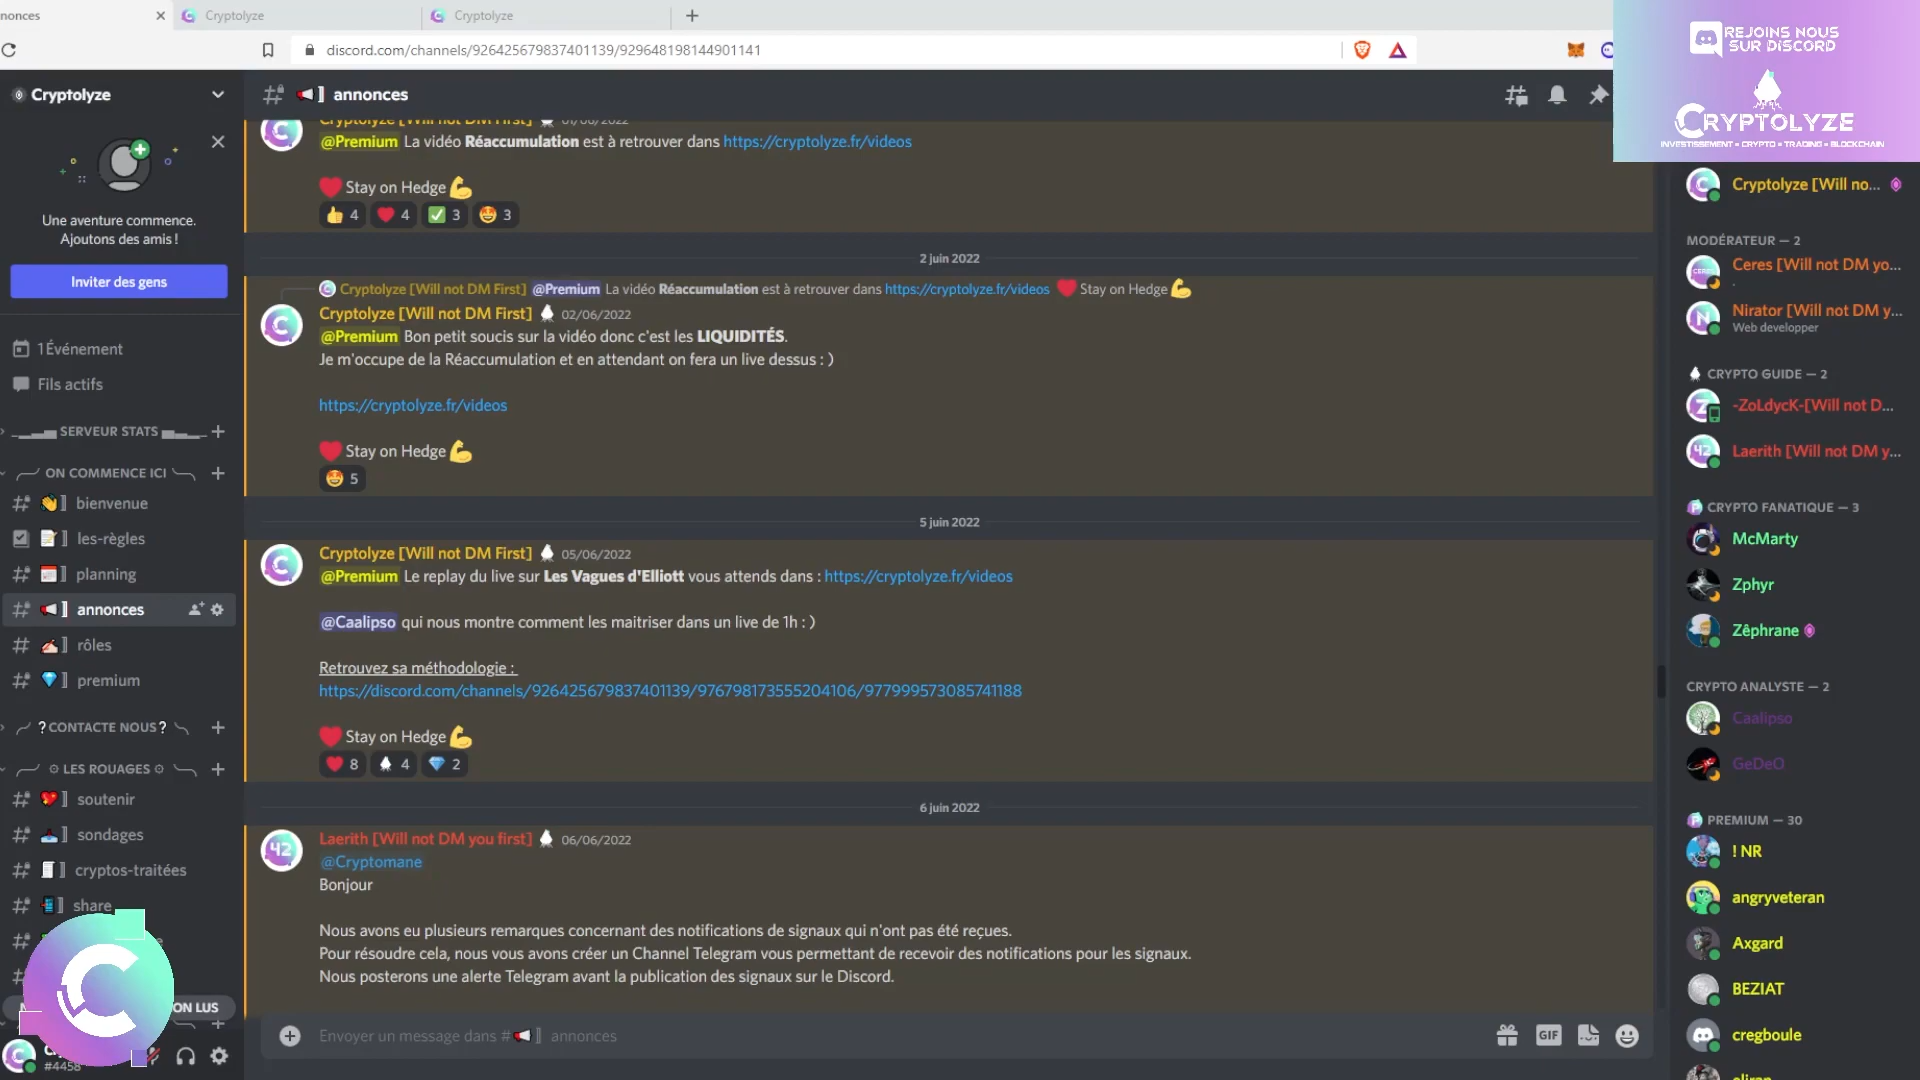 nonces
Cryptolyze
Cryptolyze
discord.com/channels/926425679837401139/929648198144901141
REJOINS NOUS
SUR DISCORD
CRYPTOLYZE
INVESTISSEMENT • CRYPTO • TRADING • BLOCKCHAIN
Cryptolyze
Une aventure commence.
Ajoutons des amis !
Inviter des gens
1 Événement
Fils actifs
SERVEUR STATS
ON COMMENCE ICI
bienvenue
les-règles
planning
annonces
rôles
premium
?CONTACTE NOUS?
LES ROUAGES
soutenir
sondages
cryptos-traitées
share
ON LUS
#4458
annonces
Cryptolyze [Will not DM First] 01/06/2022
@Premium La vidéo Réaccumulation est à retrouver dans https://cryptolyze.fr/videos
Stay on Hedge
4 4 3 3
2 juin 2022
Cryptolyze [Will not DM First] @Premium La vidéo Réaccumulation est à retrouver dans https://cryptolyze.fr/videos Stay on Hedge
Cryptolyze [Will not DM First] 02/06/2022
@Premium Bon petit soucis sur la vidéo donc c'est les LIQUIDITÉS.
Je m'occupe de la Réaccumulation et en attendant on fera un live dessus : )
https://cryptolyze.fr/videos
Stay on Hedge
5
5 juin 2022
Cryptolyze [Will not DM First] 05/06/2022
@Premium Le replay du live sur Les Vagues d'Elliott vous attends dans : https://cryptolyze.fr/videos
@Caalipso qui nous montre comment les maitriser dans un live de 1h : )
Retrouvez sa méthodologie :
https://discord.com/channels/926425679837401139/976798173555204106/977999573085741188
Stay on Hedge
8 4 2
6 juin 2022
Laerith [Will not DM you first] 06/06/2022
@Cryptomane
Bonjour
Nous avons eu plusieurs remarques concernant des notifications de signaux qui n'ont pas été reçues.
Pour résoudre cela, nous vous avons créer un Channel Telegram vous permettant de recevoir des notifications pour les signaux.
Nous posterons une alerte Telegram avant la publication des signaux sur le Discord.
Envoyer un message dans # annonces
GIF
Cryptolyze [Will no...
MODÉRATEUR — 2
Ceres [Will not DM yo...
.
Nirator [Will not DM y...
Web developper
CRYPTO GUIDE — 2
-ZoLdycK-[Will not D...
Laerith [Will not DM y...
CRYPTO FANATIQUE — 3
McMarty
Zphyr
Zêphrane
CRYPTO ANALYSTE — 2
Caalipso
GeDeO
PREMIUM — 30
! NR
angryveteran
Axgard
BEZIAT
cregboule